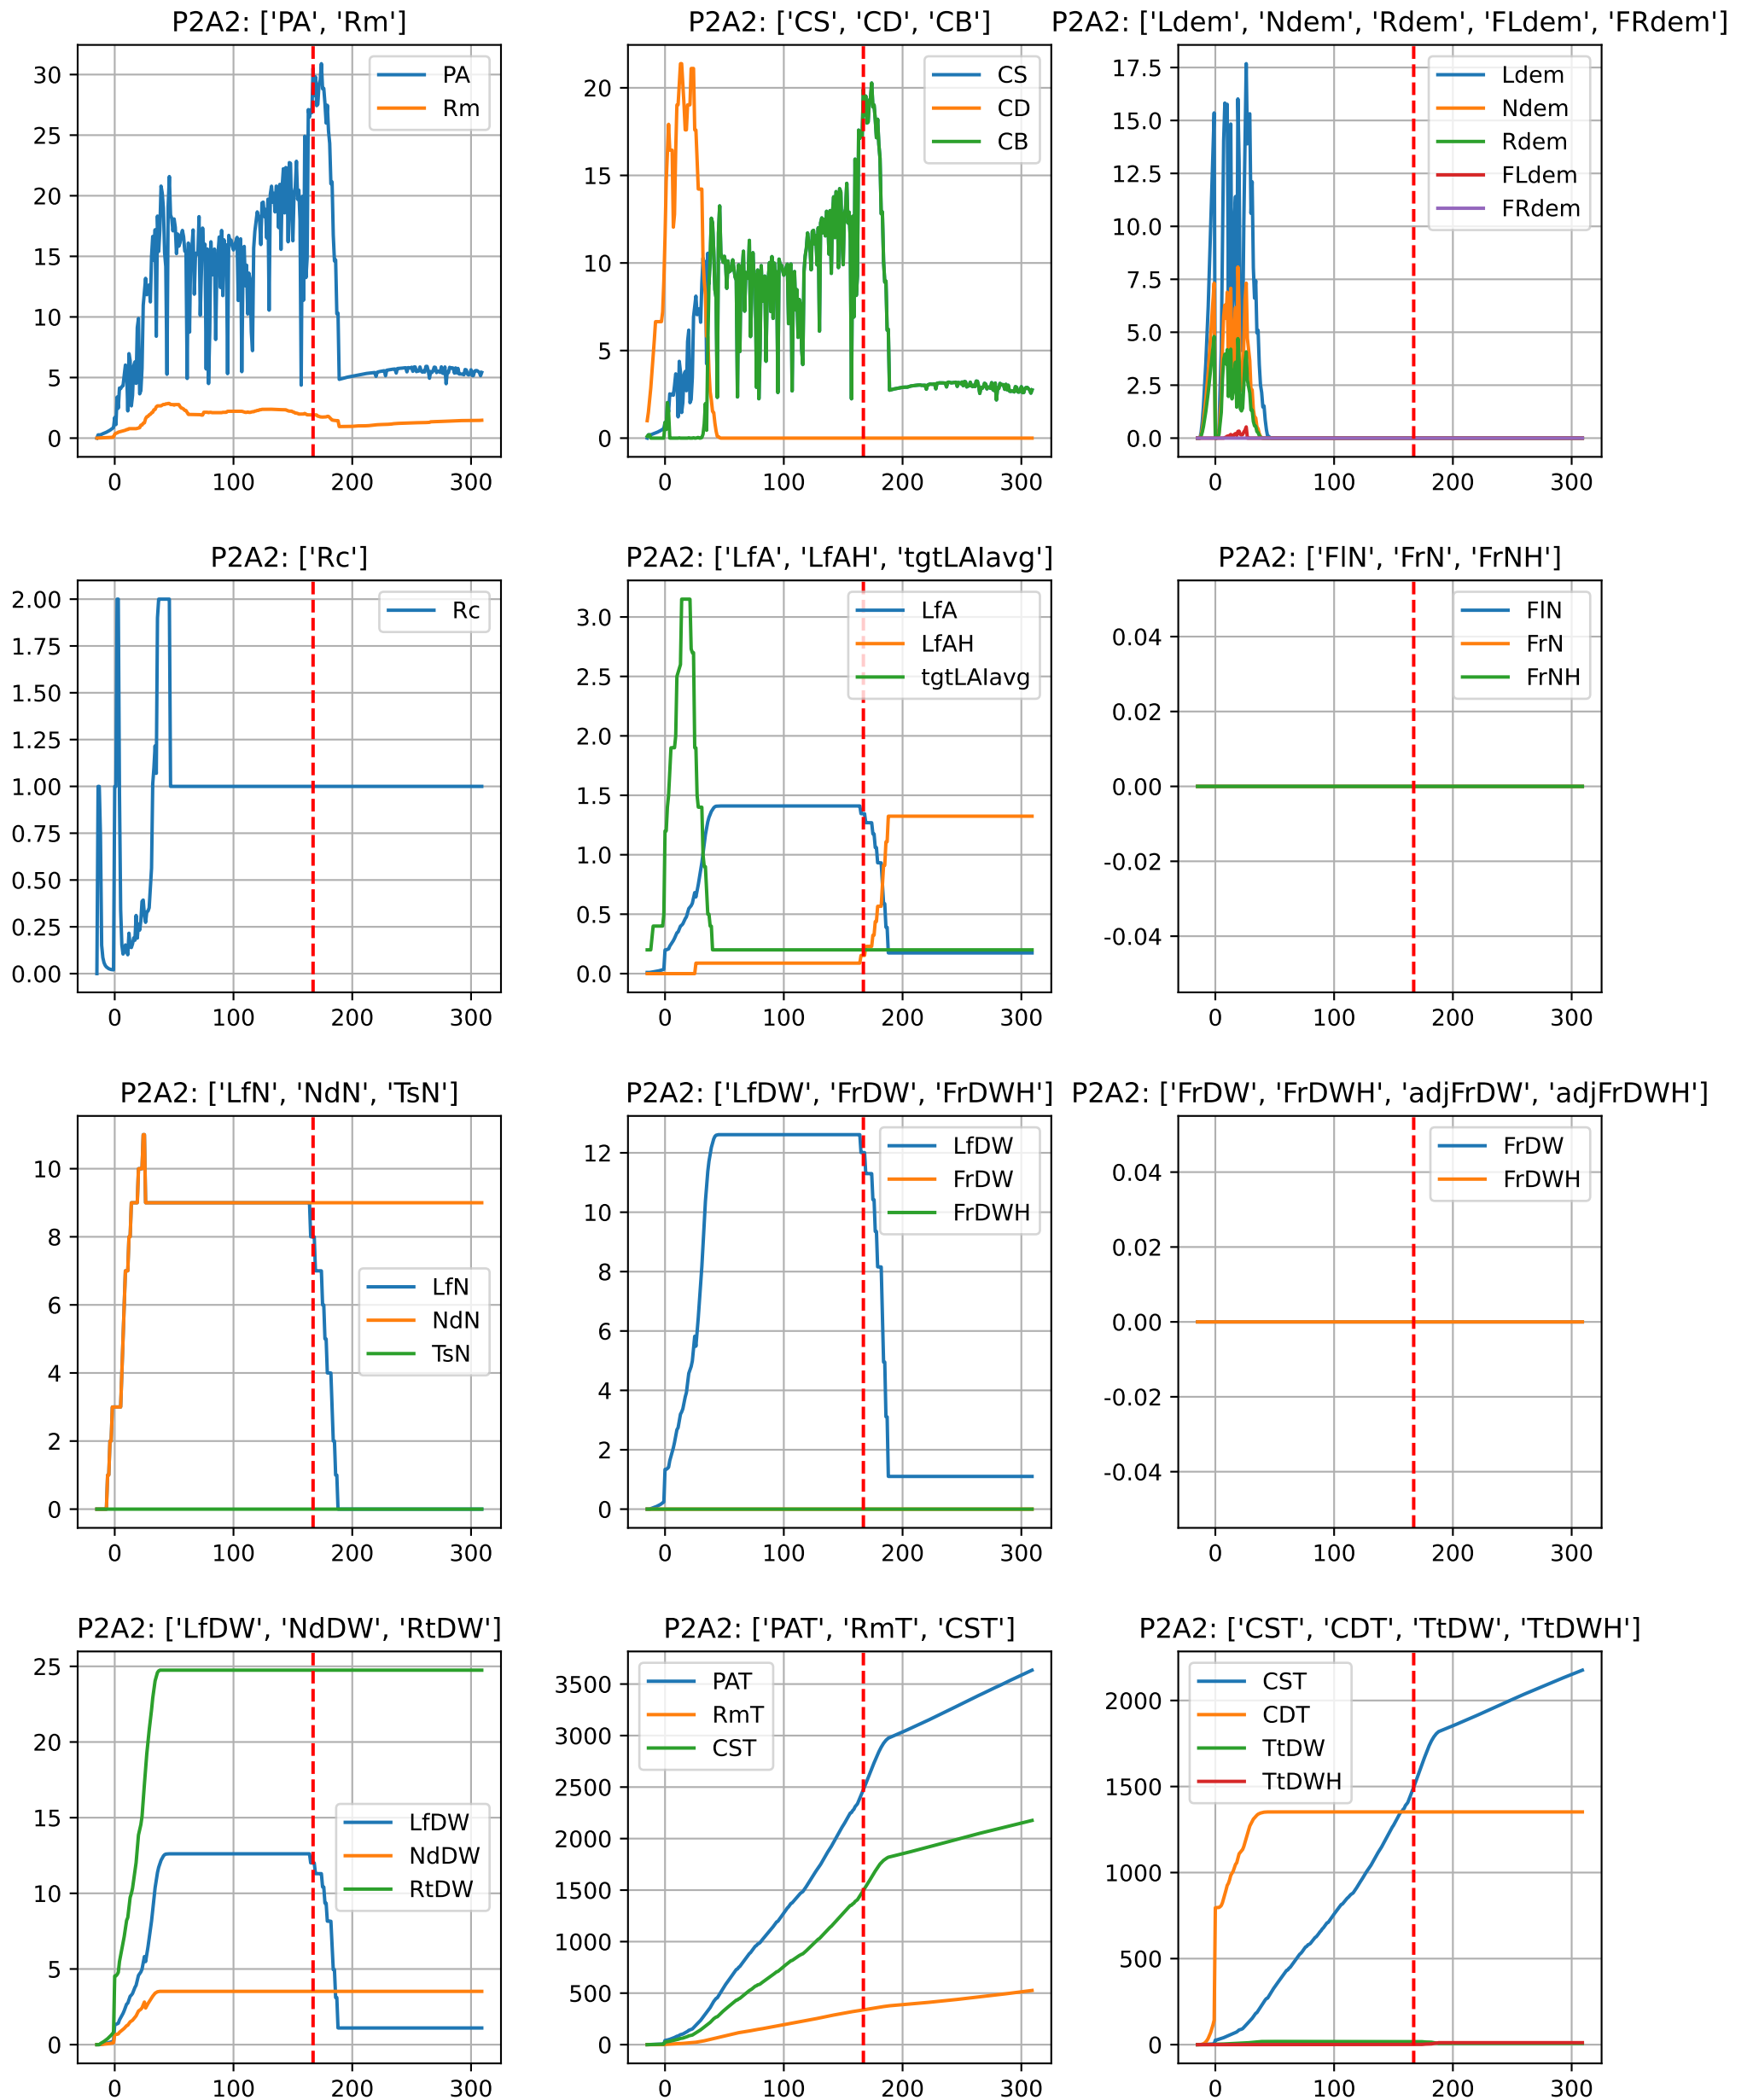 P2A2: ['PA', 'Rm']
30
25
20
15
10
5
0
0 100 200 300
PA
Rm
P2A2: ['CS', 'CD', 'CB']
20
15
10
5
0
0 100 200 300
CS
CD
CB
P2A2: ['Ldem', 'Ndem', 'Rdem', 'FLdem', 'FRdem']
17.5
15.0
12.5
10.0
7.5
5.0
2.5
0.0
0 100 200 300
Ldem
Ndem
Rdem
FLdem
FRdem
P2A2: ['Rc']
2.00
1.75
1.50
1.25
1.00
0.75
0.50
0.25
0.00
0 100 200 300
Rc
P2A2: ['LfA', 'LfAH', 'tgtLAIavg']
3.0
2.5
2.0
1.5
1.0
0.5
0.0
0 100 200 300
LfA
LfAH
tgtLAIavg
P2A2: ['FlN', 'FrN', 'FrNH']
0.04
0.02
0.00
-0.02
-0.04
0 100 200 300
FlN
FrN
FrNH
P2A2: ['LfN', 'NdN', 'TsN']
10
8
6
4
2
0
0 100 200 300
LfN
NdN
TsN
P2A2: ['LfDW', 'FrDW', 'FrDWH']
12
10
8
6
4
2
0
0 100 200 300
LfDW
FrDW
FrDWH
P2A2: ['FrDW', 'FrDWH', 'adjFrDW', 'adjFrDWH']
0.04
0.02
0.00
-0.02
-0.04
0 100 200 300
FrDW
FrDWH
P2A2: ['LfDW', 'NdDW', 'RtDW']
25
20
15
10
5
0
0 100 200 300
LfDW
NdDW
RtDW
P2A2: ['PAT', 'RmT', 'CST']
3500
3000
2500
2000
1500
1000
500
0
0 100 200 300
PAT
RmT
CST
P2A2: ['CST', 'CDT', 'TtDW', 'TtDWH']
2000
1500
1000
500
0
0 100 200 300
CST
CDT
TtDW
TtDWH